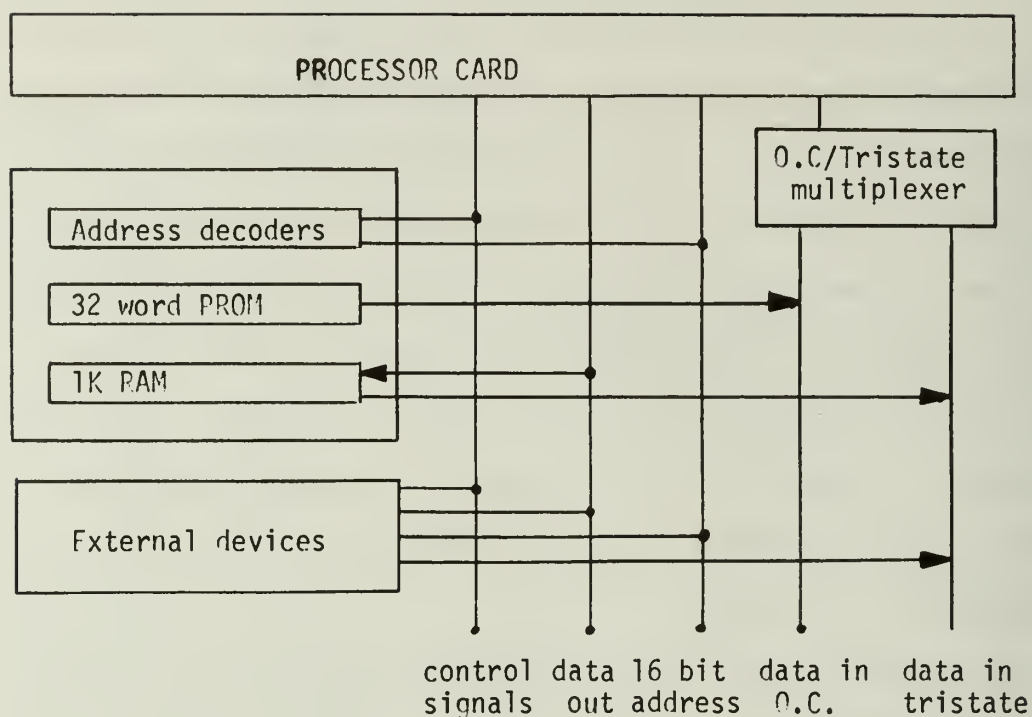 PROCESSOR CARD
O.C/Tristate
multiplexer
Address decoders
32 word PROM
1K RAM
External devices
control data 16 bit data in data in
signals out address O.C. tristate